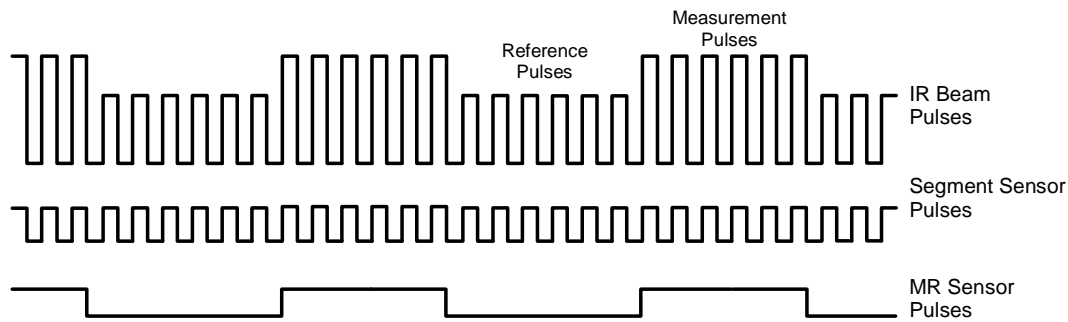 Measurement
Pulses
Reference
Pulses
IR Beam
Pulses
Segment Sensor
Pulses
MR Sensor
Pulses